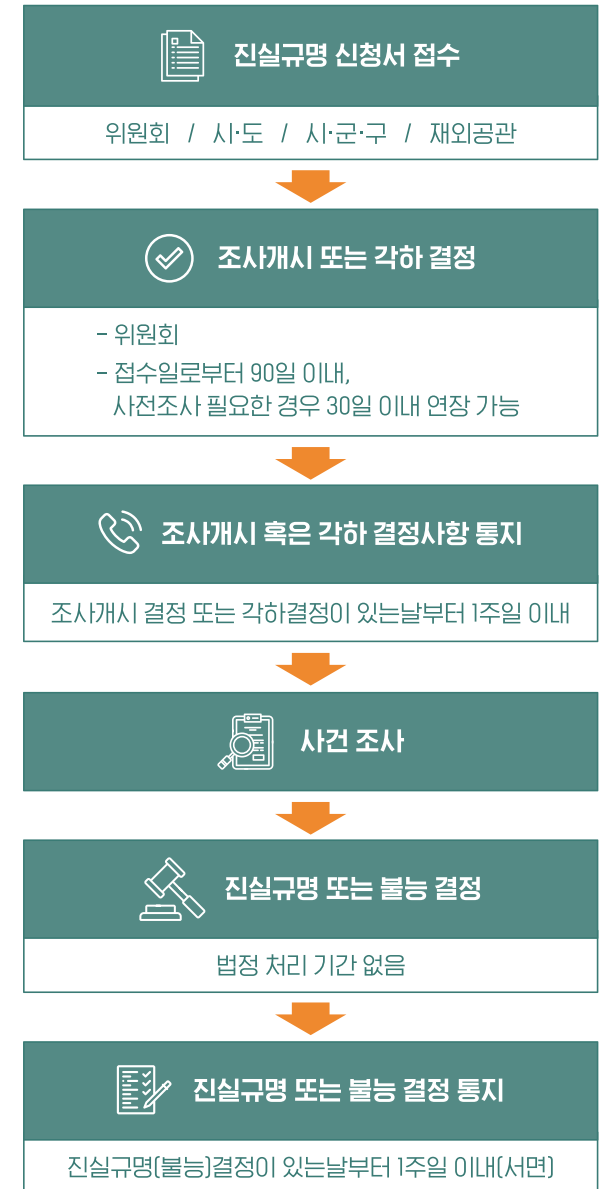 진실규명 신청서 접수
위원회 / 시·도 / 시·군·구 / 재외공관
조사개시 또는 각하 결정
- 위원회
- 접수일로부터 90일 이내,
사전조사 필요한 경우 30일 이내 연장 가능
조사개시 혹은 각하 결정사항 통지
조사개시 결정 또는 각하결정이 있는날부터 1주일 이내
사건 조사
진실규명 또는 불능 결정
법정 처리 기간 없음
진실규명 또는 불능 결정 통지
진실규명(불능)결정이 있는날부터 1주일 이내(서면)